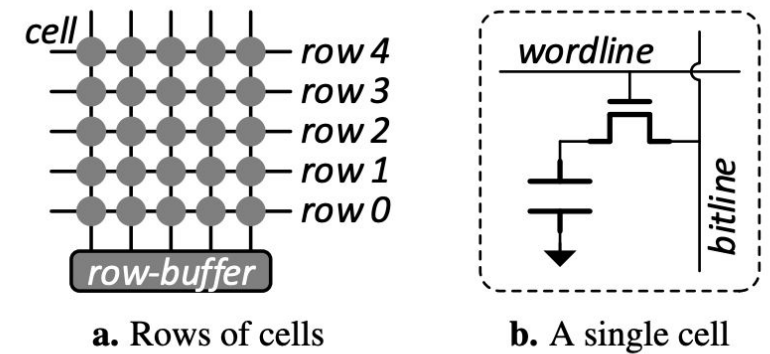 cell
row 4
row 3
row 2
row 1
row 0
row-buffer
a. Rows of cells
wordline
bitline
b. A single cell